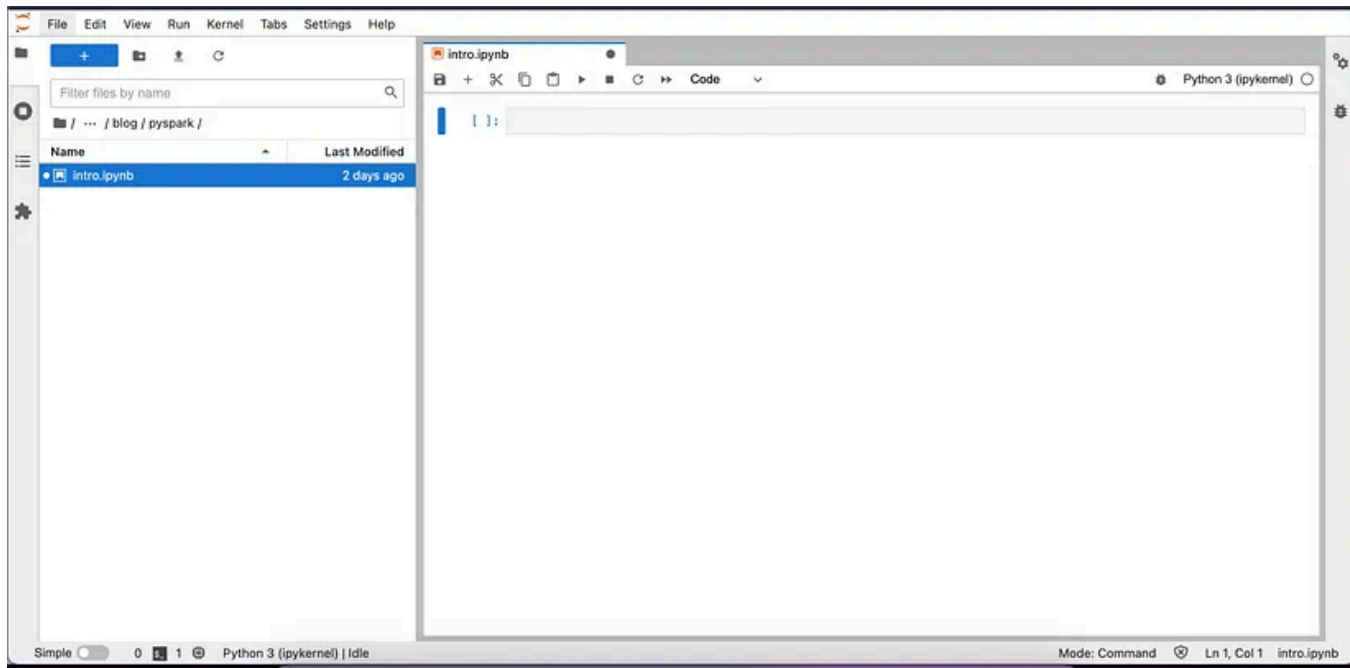 File Edit View Run Kernel Tabs Settings Help
+
Filter files by name
/ ··· / blog / pyspark /
Name Last Modified
intro.ipynb 2 days ago
intro.ipynb
Code
Python 3 (ipykernel)
[ ]:
Simple 0 $_ 1 Python 3 (ipykernel) | Idle
Mode: Command Ln 1, Col 1 intro.ipynb